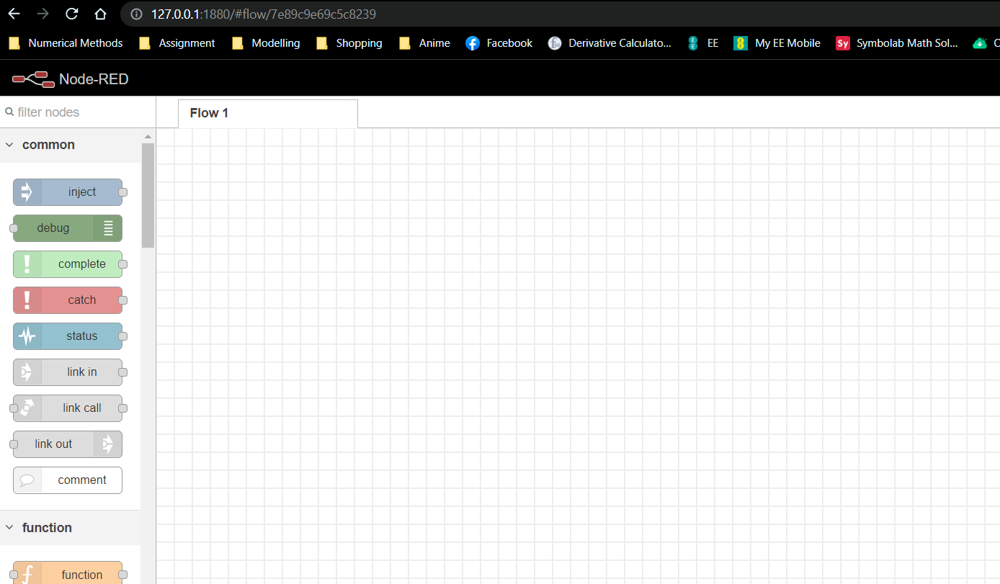 127.0.0.1:1880/#flow/7e89c9e69c5c8239
Numerical Methods Assignment Modelling Shopping Anime Facebook Derivative Calculato... EE My EE Mobile Symbolab Math Sol...
Node-RED
filter nodes
Flow 1
common
inject
debug
complete
catch
status
link in
link call
link out
comment
function
function